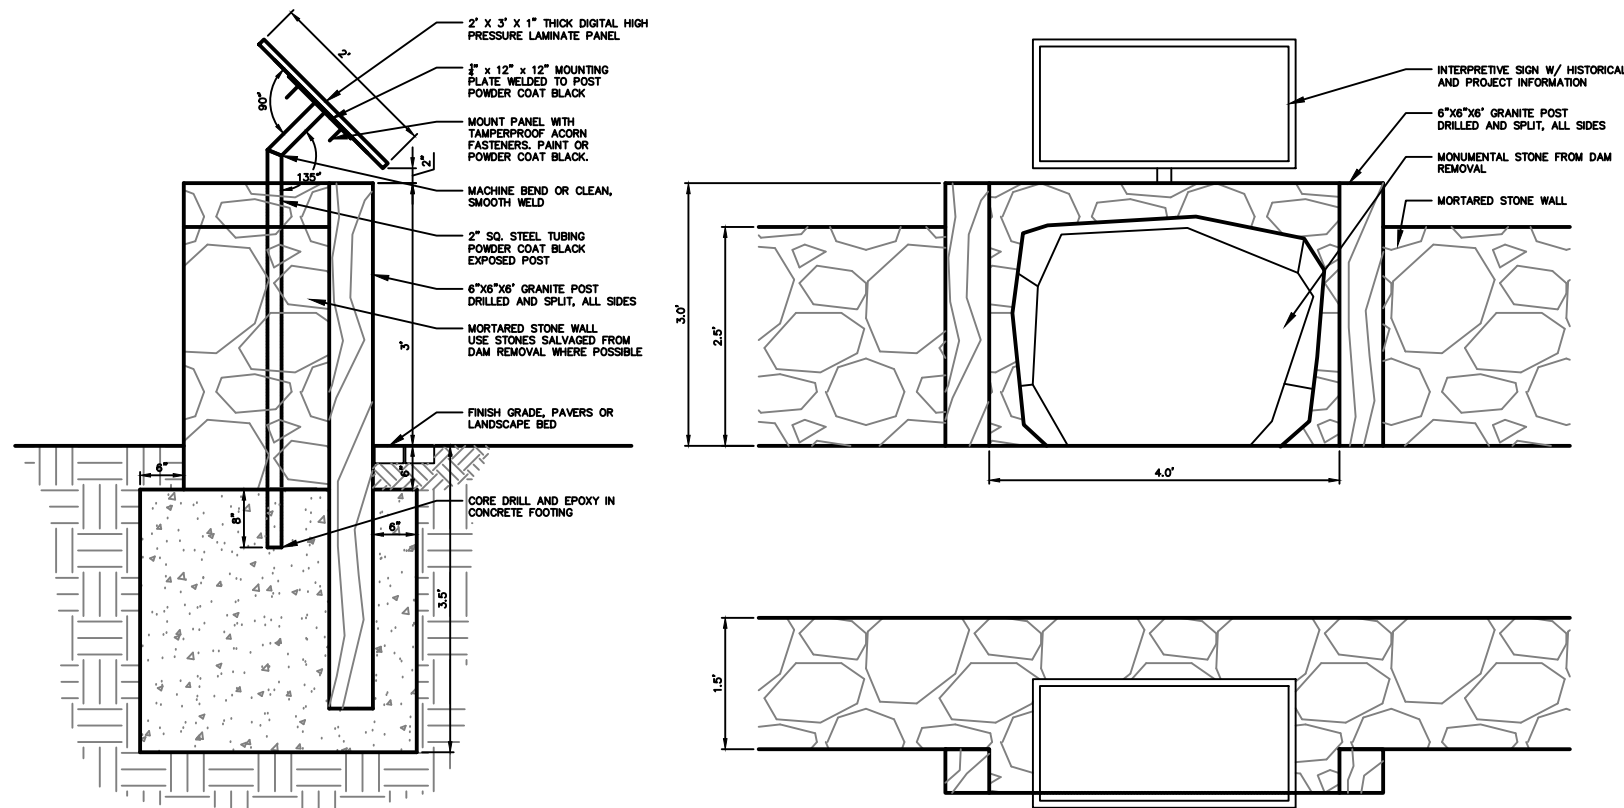 2' X 3' X 1" THICK DIGITAL HIGH
PRESSURE LAMINATE PANEL
x 12" x 12" MOUNTING
PLATE WELDED TO POST
POWDER COAT BLACK
MOUNT PANEL WITH
TAMPERPROOF ACORN
FASTENERS. PAINT OR
POWDER COAT BLACK.
MACHINE BEND OR CLEAN,
SMOOTH WELD
2" SQ. STEEL TUBING
POWDER COAT BLACK
EXPOSED POST
6"X6"X6' GRANITE POST
DRILLED AND SPLIT, ALL SIDES
MORTARED STONE WALL
USE STONES SALVAGED FROM
DAM REMOVAL WHERE POSSIBLE
FINISH GRADE, PAVERS OR
LANDSCAPE BED
CORE DRILL AND EPOXY IN
CONCRETE FOOTING
2'
90°
135°
2"
3'
6"
6"
8"
6"
3.5'
INTERPRETIVE SIGN W/ HISTORICAL
AND PROJECT INFORMATION
6"X6"X6' GRANITE POST
DRILLED AND SPLIT, ALL SIDES
MONUMENTAL STONE FROM DAM
REMOVAL
MORTARED STONE WALL
3.0'
2.5'
4.0'
1.5'